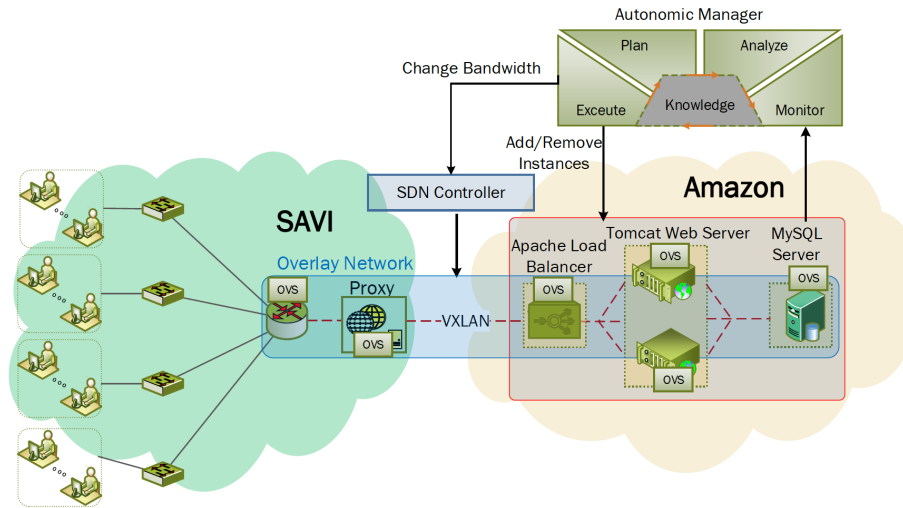 Autonomic Manager
Plan
Analyze
Change Bandwidth
Exceute
Knowledge
Monitor
Add/Remove
Instances
SDN Controller
Amazon
SAVI
Tomcat Web Server
MySQL
Server
Apache Load
Balancer
OVS
Overlay Network
OVS
Proxy
OVS
OVS
OVS
VXLAN
OVS
OVS